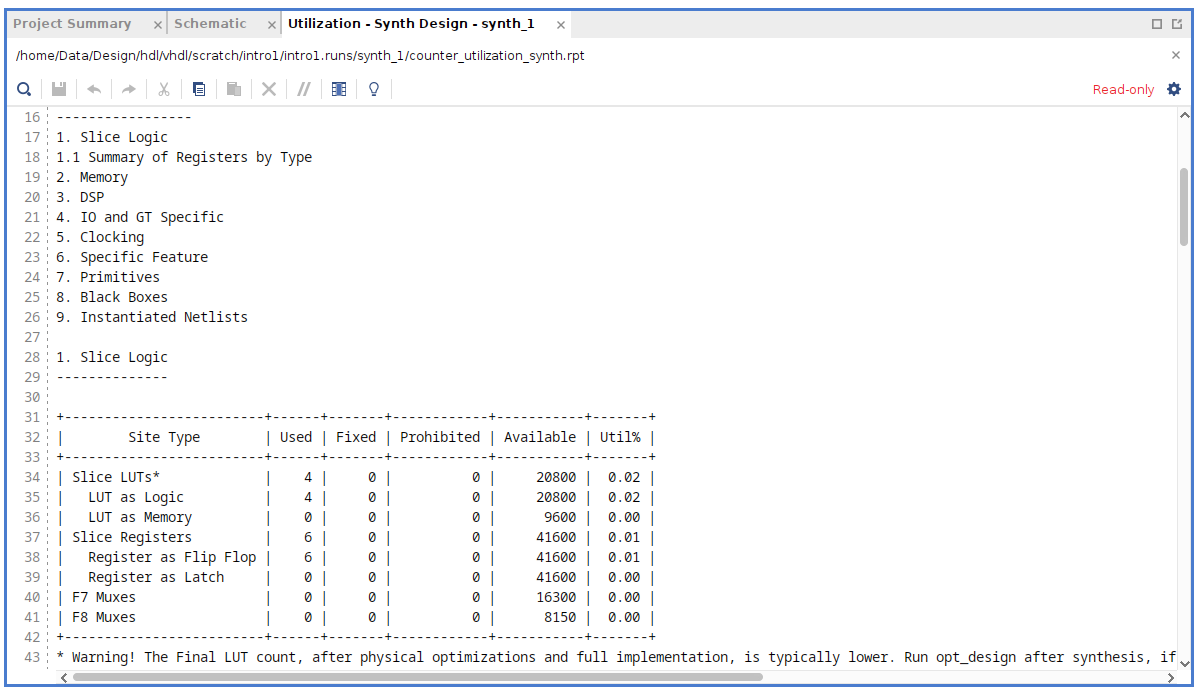 Project Summary × Schematic × Utilization - Synth Design - synth_1 ×
/home/Data/Design/hdl/vhdl/scratch/intro1/intro1.runs/synth_1/counter_utilization_synth.rpt
Read-only
16 -----------------
17 1. Slice Logic
18 1.1 Summary of Registers by Type
19 2. Memory
20 3. DSP
21 4. IO and GT Specific
22 5. Clocking
23 6. Specific Feature
24 7. Primitives
25 8. Black Boxes
26 9. Instantiated Netlists
27
28 1. Slice Logic
29 --------------
30
31 +-------------------------+------+-------+------------+-----------+-------+
32 |        Site Type        | Used | Fixed | Prohibited | Available | Util% |
33 +-------------------------+------+-------+------------+-----------+-------+
34 | Slice LUTs*             |    4 |     0 |          0 |     20800 |  0.02 |
35 |   LUT as Logic          |    4 |     0 |          0 |     20800 |  0.02 |
36 |   LUT as Memory         |    0 |     0 |          0 |      9600 |  0.00 |
37 | Slice Registers         |    6 |     0 |          0 |     41600 |  0.01 |
38 |   Register as Flip Flop |    6 |     0 |          0 |     41600 |  0.01 |
39 |   Register as Latch     |    0 |     0 |          0 |     41600 |  0.00 |
40 | F7 Muxes                |    0 |     0 |          0 |     16300 |  0.00 |
41 | F8 Muxes                |    0 |     0 |          0 |      8150 |  0.00 |
42 +-------------------------+------+-------+------------+-----------+-------+
43 * Warning! The Final LUT count, after physical optimizations and full implementation, is typically lower. Run opt_design after synthesis, if